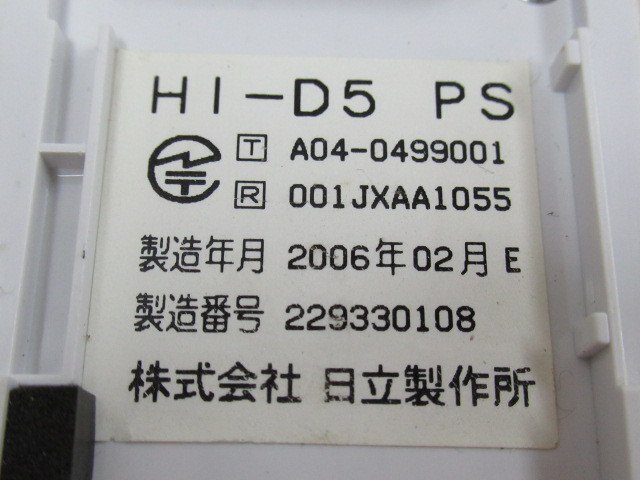 HI-D5 PS
T A04-0499001
R 001JXAA1055
製造年月 2006年02月 E
製造番号 229330108
株式会社 日立製作所